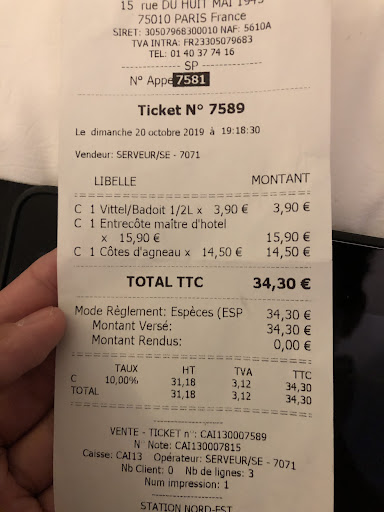 15 rue DU HUIT MAI 1945
75010 PARIS France
SIRET: 30507968300010 NAF: 5610A
TVA INTRA: FR23305079683
TEL: 01 40 37 74 16
SP
N° Appe 7581
Ticket N° 7589
Le dimanche 20 octobre 2019 à 19:18:30
Vendeur: SERVEUR/SE - 7071
LIBELLE MONTANT
C 1 Vittel/Badoit 1/2L x 3,90 € 3,90 €
C 1 Entrecôte maître d'hotel
x 15,90 € 15,90 €
C 1 Côtes d'agneau x 14,50 € 14,50 €
TOTAL TTC 34,30 €
Mode Règlement: Espèces (ESP 34,30 €
Montant Versé: 34,30 €
Montant Rendus: 0,00 €
TAUX HT TVA TTC
C 10,00% 31,18 3,12 34,30
TOTAL 31,18 3,12 34,30
VENTE - TICKET n°: CAI130007589
N° Note: CAI130007815
Caisse: CAI13 Opérateur: SERVEUR/SE - 7071
Nb Client: 0 Nb de lignes: 3
Num impression: 1
STATION NORD-EST